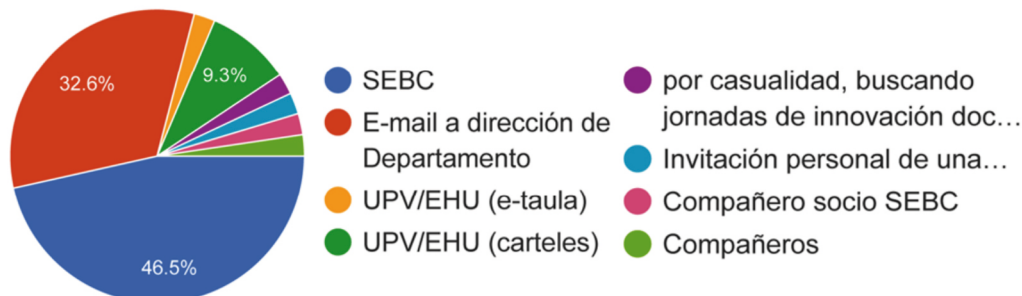 32.6%
9.3%
46.5%
SEBC
E-mail a dirección de
Departamento
UPV/EHU (e-taula)
UPV/EHU (carteles)
por casualidad, buscando
jornadas de innovación doc…
Invitación personal de una…
Compañero socio SEBC
Compañeros